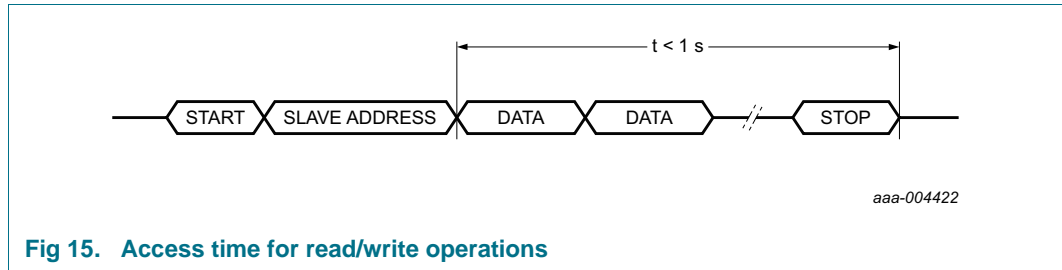 t < 1 s
START SLAVE ADDRESS DATA DATA STOP
aaa-004422
Fig 15. Access time for read/write operations